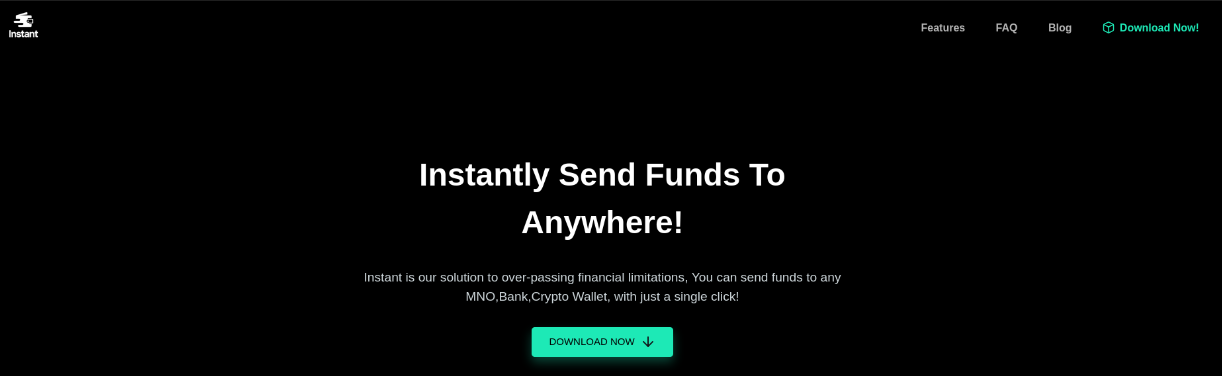 Instant
Features
FAQ
Blog
Download Now!
Instantly Send Funds To
Anywhere!
Instant is our solution to over-passing financial limitations, You can send funds to any
MNO,Bank,Crypto Wallet, with just a single click!
DOWNLOAD NOW